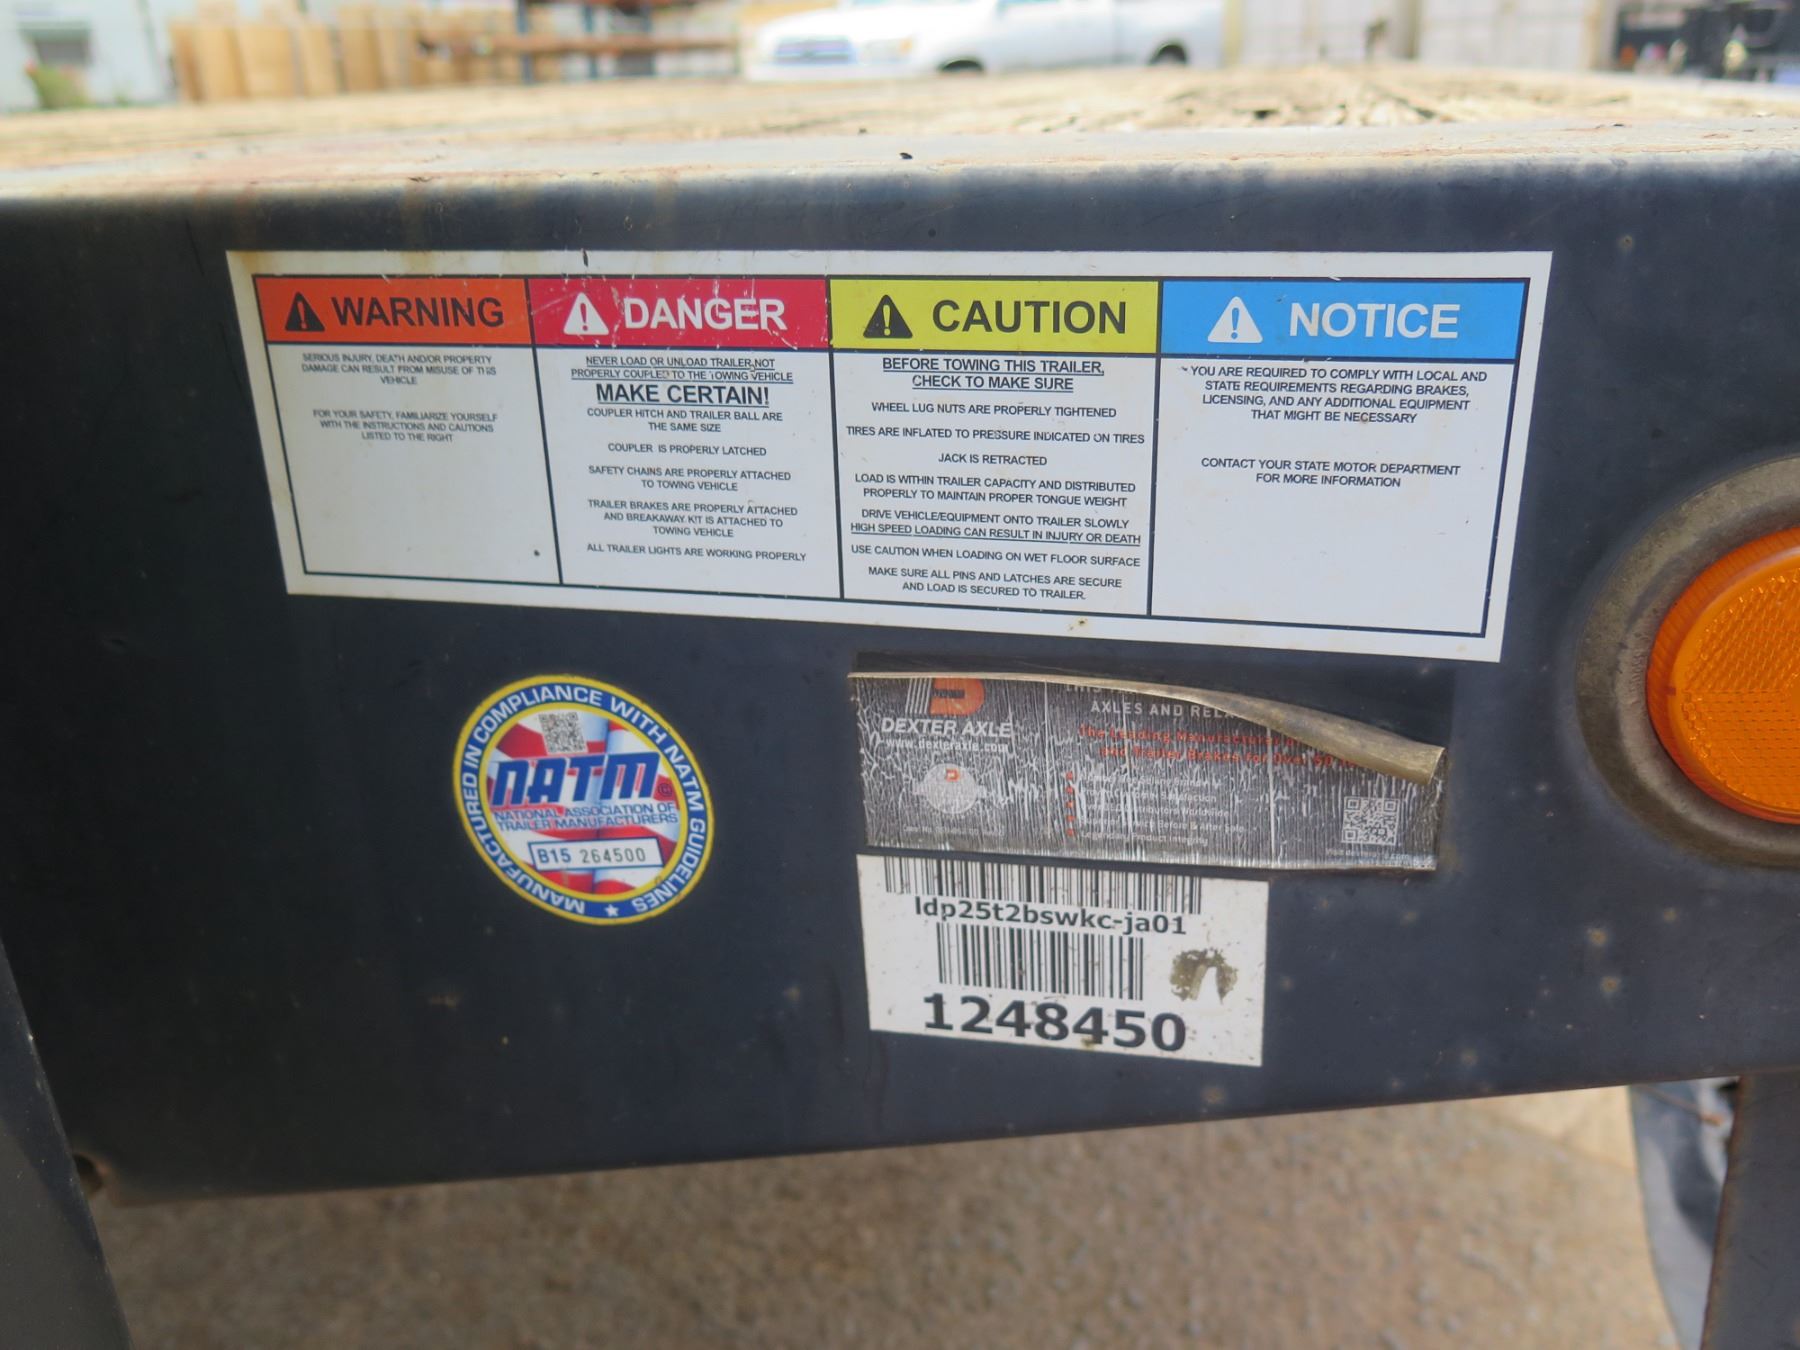 WARNING
SERIOUS INJURY, DEATH AND/OR PROPERTY
DAMAGE CAN RESULT FROM MISUSE OF THIS
VEHICLE
FOR YOUR SAFETY, FAMILIARIZE YOURSELF
WITH THE INSTRUCTIONS AND CAUTIONS
LISTED TO THE RIGHT
DANGER
NEVER LOAD OR UNLOAD TRAILER NOT
PROPERLY COUPLED TO THE TOWING VEHICLE
MAKE CERTAIN!
COUPLER HITCH AND TRAILER BALL ARE
THE SAME SIZE
COUPLER IS PROPERLY LATCHED
SAFETY CHAINS ARE PROPERLY ATTACHED
TO TOWING VEHICLE
TRAILER BRAKES ARE PROPERLY ATTACHED
AND BREAKAWAY KIT IS ATTACHED TO
TOWING VEHICLE
ALL TRAILER LIGHTS ARE WORKING PROPERLY
CAUTION
BEFORE TOWING THIS TRAILER,
CHECK TO MAKE SURE
WHEEL LUG NUTS ARE PROPERLY TIGHTENED
TIRES ARE INFLATED TO PRESSURE INDICATED ON TIRES
JACK IS RETRACTED
LOAD IS WITHIN TRAILER CAPACITY AND DISTRIBUTED
PROPERLY TO MAINTAIN PROPER TONGUE WEIGHT
DRIVE VEHICLE/EQUIPMENT ONTO TRAILER SLOWLY
HIGH SPEED LOADING CAN RESULT IN INJURY OR DEATH
USE CAUTION WHEN LOADING ON WET FLOOR SURFACE
MAKE SURE ALL PINS AND LATCHES ARE SECURE
AND LOAD IS SECURED TO TRAILER.
NOTICE
YOU ARE REQUIRED TO COMPLY WITH LOCAL AND
STATE REQUIREMENTS REGARDING BRAKES,
LICENSING, AND ANY ADDITIONAL EQUIPMENT
THAT MIGHT BE NECESSARY
CONTACT YOUR STATE MOTOR DEPARTMENT
FOR MORE INFORMATION
MANUFACTURED IN COMPLIANCE WITH NATM GUIDELINES
NATM©
NATIONAL ASSOCIATION OF
TRAILER MANUFACTURERS
B15 264500
DEXTER AXLE
www.dexteraxle.com
AXLES AND
The Leading Manufacturer
and Trailer Brakes for Over 50
ldp25t2bswkc-ja01
1248450